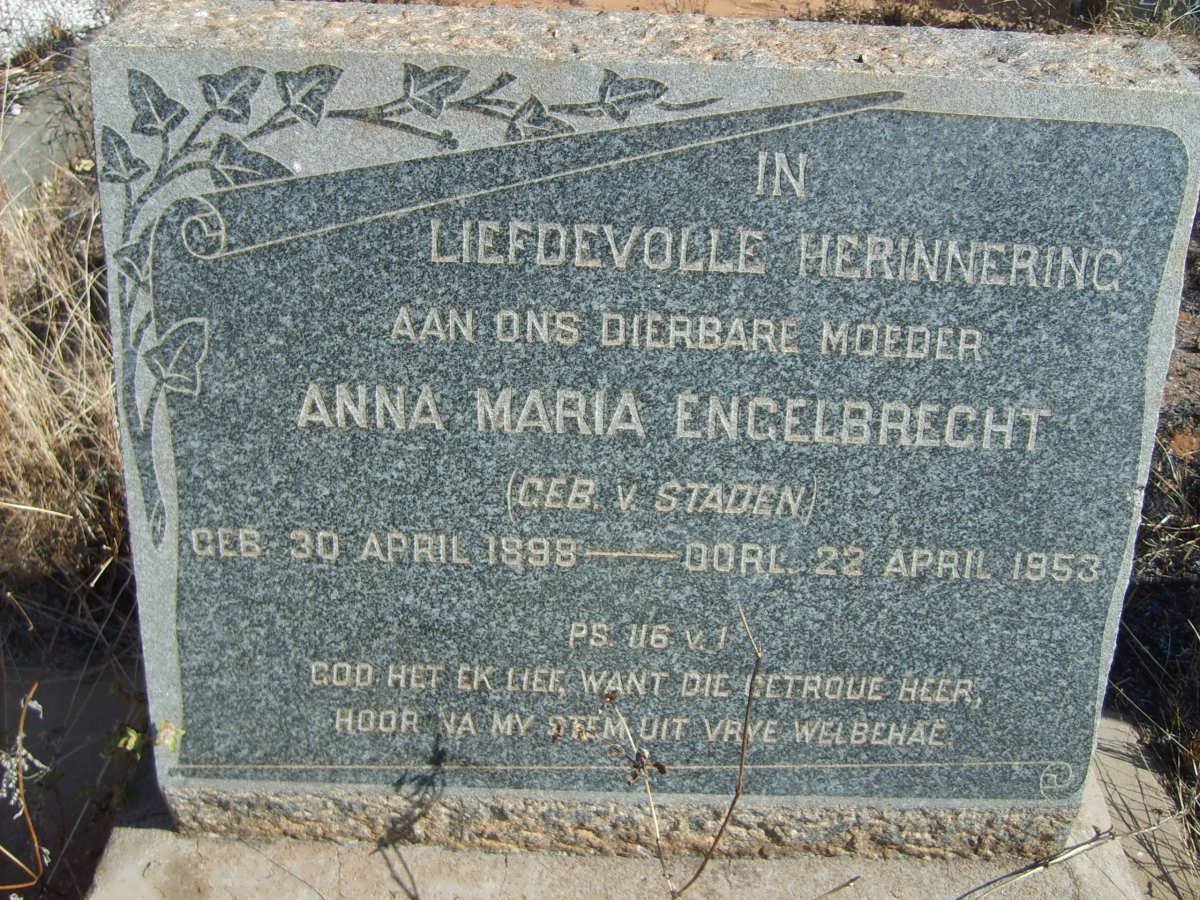 IN
LIEFDEVOLLE HERINNERING
AAN ONS DIERBARE MOEDER
ANNA MARIA ENGELBRECHT
(GEB. V. STADEN)
GEB. 30 APRIL 1898 — OORL. 22 APRIL 1953
PS. 116 V. 1
GOD HET EK LIEF, WANT DIE GETROUE HEER,
HOOR NA MY STEM UIT VRYE WELBEHAË.